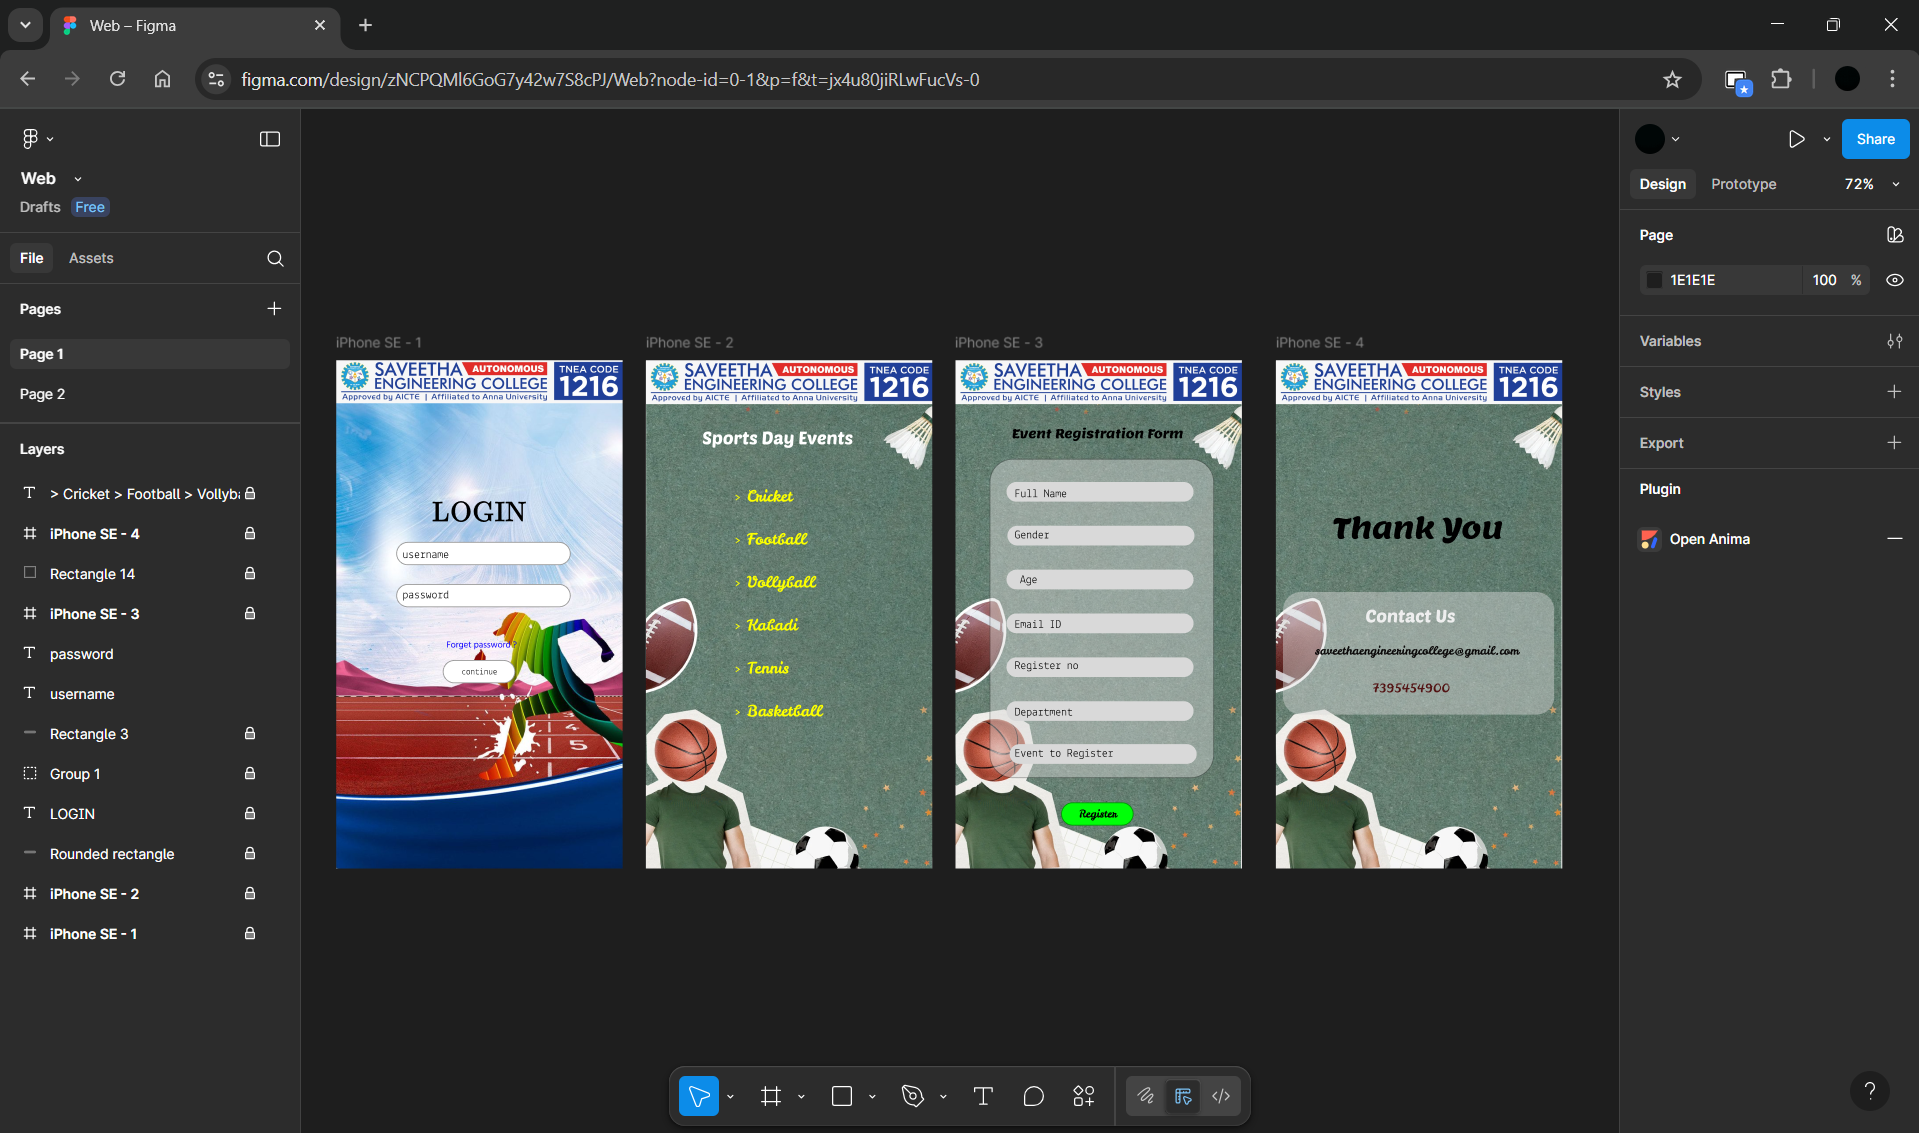 Web – Figma
figma.com/design/zNCPQMl6GoG7y42w7S8cPJ/Web?node-id=0-1&p=f&t=jx4u80jiRLwFucVs-0
Web
Drafts Free
File Assets
Pages
Page 1
Page 2
Layers
> Cricket > Football > Vollyba
iPhone SE - 4
Rectangle 14
iPhone SE - 3
password
username
Rectangle 3
Group 1
LOGIN
Rounded rectangle
iPhone SE - 2
iPhone SE - 1
iPhone SE - 1
SAVEETHA AUTONOMOUS
ENGINEERING COLLEGE
Approved by AICTE | Affiliated to Anna University
TNEA CODE
1216
LOGIN
username
password
Forget password ?
continue
5
iPhone SE - 2
SAVEETHA AUTONOMOUS
ENGINEERING COLLEGE
Approved by AICTE | Affiliated to Anna University
TNEA CODE
1216
Sports Day Events
> Cricket
> Football
> Vollyball
> Kabadi
> Tennis
> Basketball
iPhone SE - 3
SAVEETHA AUTONOMOUS
ENGINEERING COLLEGE
Approved by AICTE | Affiliated to Anna University
TNEA CODE
1216
Event Registration Form
Full Name
Gender
Age
Email ID
Register no
Department
Event to Register
Register
iPhone SE - 4
SAVEETHA AUTONOMOUS
ENGINEERING COLLEGE
Approved by AICTE | Affiliated to Anna University
TNEA CODE
1216
Thank You
Contact Us
saveethaengineeringcollege@gmail.com
7395454900
Share
Design Prototype 72%
Page
1E1E1E 100 %
Variables
Styles
Export
Plugin
Open Anima
?